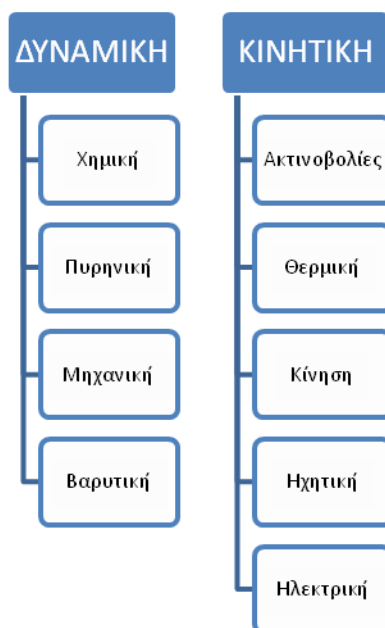 ΔΥΝΑΜΙΚΗ
Χημική
Πυρηνική
Μηχανική
Βαρυτική
ΚΙΝΗΤΙΚΗ
Ακτινοβολίες
Θερμική
Κίνηση
Ηχητική
Ηλεκτρική